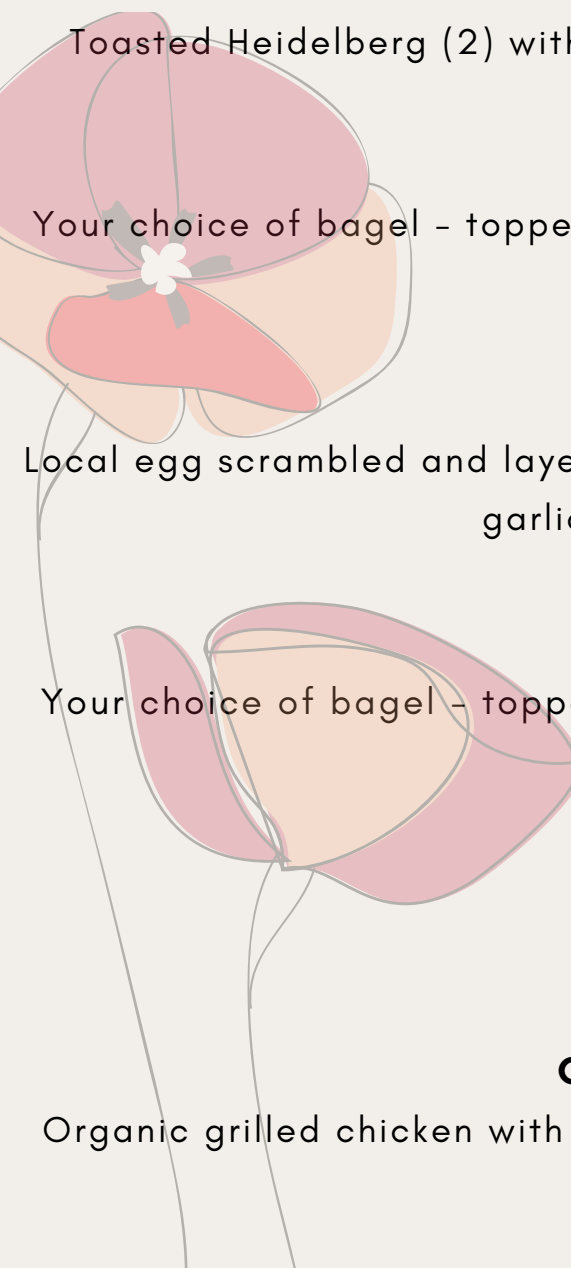 Toasted Heidelberg (2) with
Your choice of bagel - toppe
Local egg scrambled and laye
garlic
Your choice of bagel - topp
Organic grilled chicken with